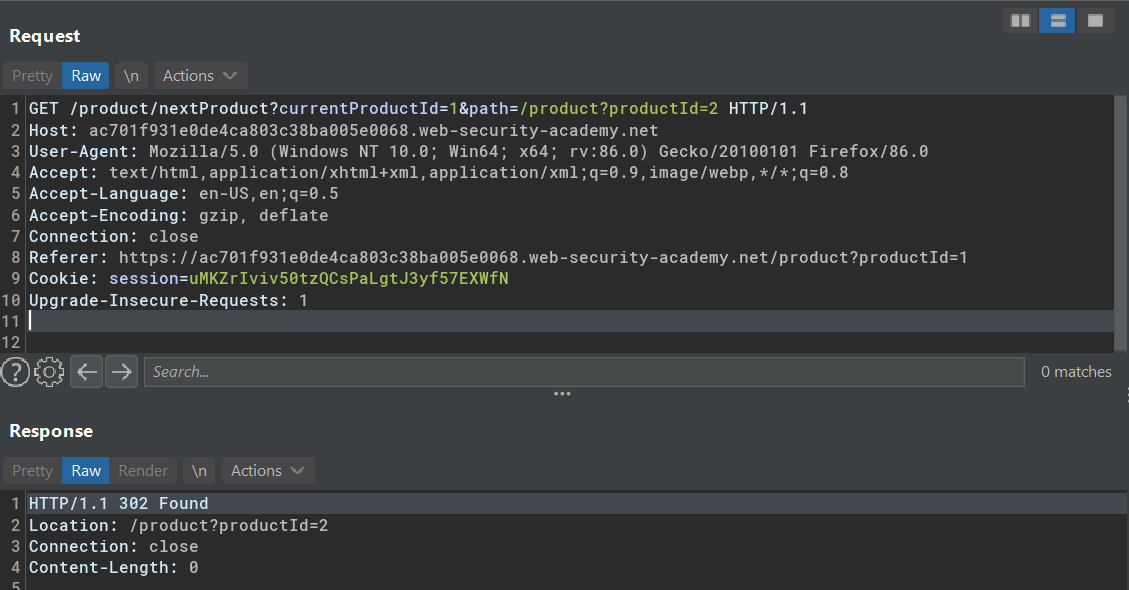 Request
Pretty Raw \n Actions
1 GET /product/nextProduct?currentProductId=1&path=/product?productId=2 HTTP/1.1
2 Host: ac701f931e0de4ca803c38ba005e0068.web-security-academy.net
3 User-Agent: Mozilla/5.0 (Windows NT 10.0; Win64; x64; rv:86.0) Gecko/20100101 Firefox/86.0
4 Accept: text/html,application/xhtml+xml,application/xml;q=0.9,image/webp,*/*;q=0.8
5 Accept-Language: en-US,en;q=0.5
6 Accept-Encoding: gzip, deflate
7 Connection: close
8 Referer: https://ac701f931e0de4ca803c38ba005e0068.web-security-academy.net/product?productId=1
9 Cookie: session=uMKZrIviv50tzQCsPaLgtJ3yf57EXWfN
10 Upgrade-Insecure-Requests: 1
11
12
? Search... 0 matches
Response
Pretty Raw Render \n Actions
1 HTTP/1.1 302 Found
2 Location: /product?productId=2
3 Connection: close
4 Content-Length: 0
5